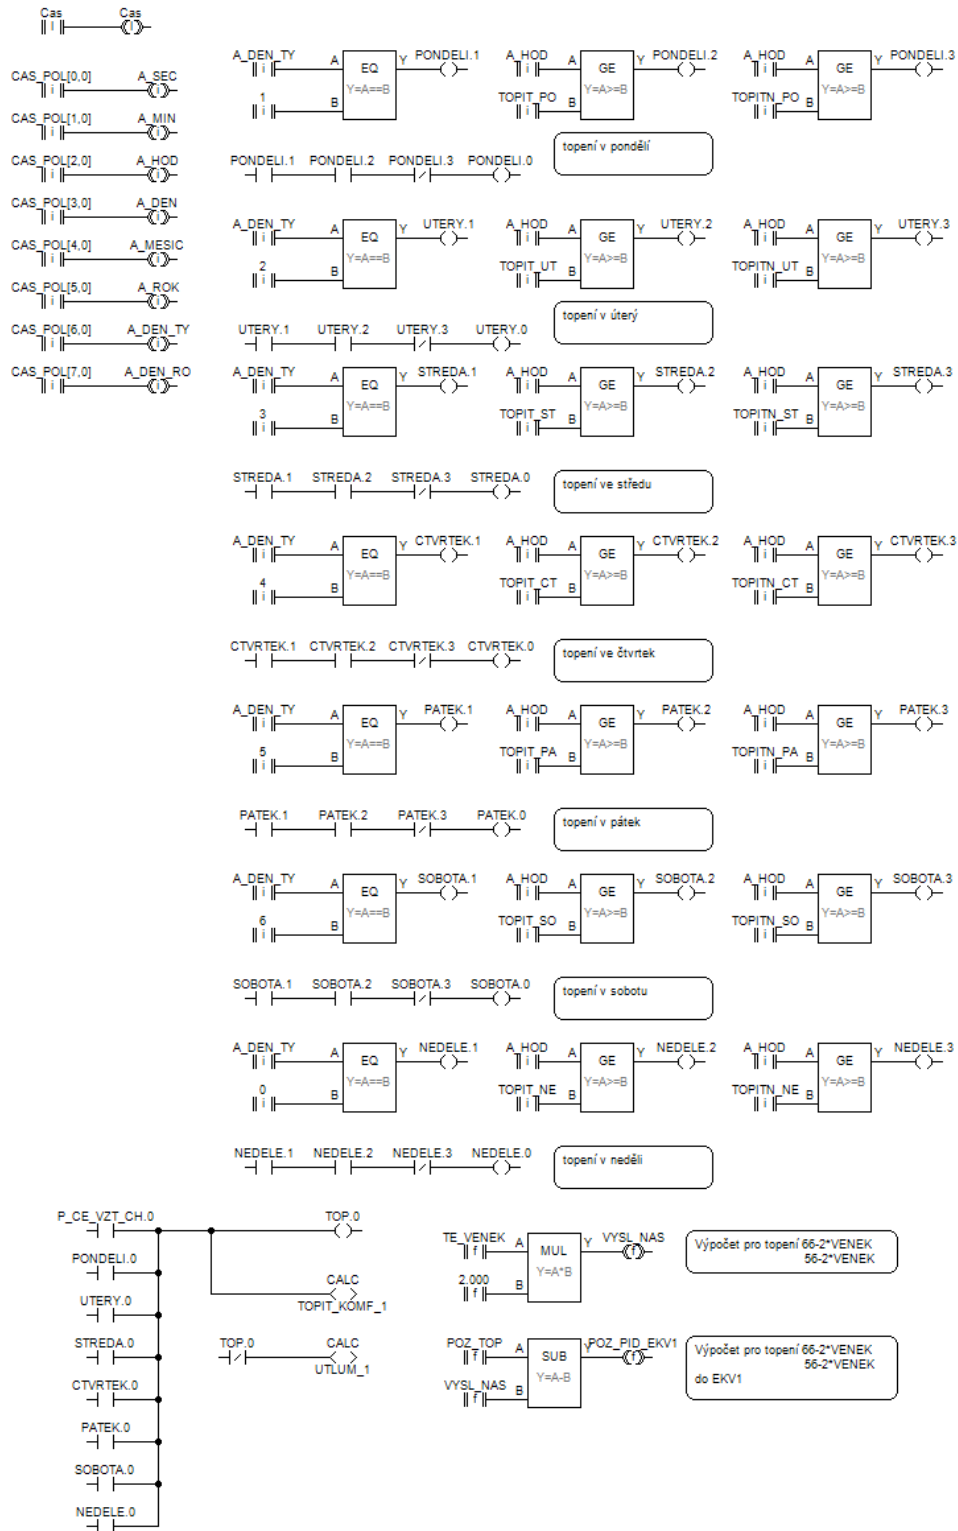 Cas Cas
i i
CAS_POL[0,0] A_SEC
i i
CAS_POL[1,0] A_MIN
i i
CAS_POL[2,0] A_HOD
i i
CAS_POL[3,0] A_DEN
i i
CAS_POL[4,0] A_MESIC
i i
CAS_POL[5,0] A_ROK
i i
CAS_POL[6,0] A_DEN_TY
i i
CAS_POL[7,0] A_DEN_RO
i i
A_DEN_TY A EQ Y PONDELI.1 A_HOD A GE Y PONDELI.2 A_HOD A GE Y PONDELI.3
i Y=A==B i Y=A>=B i Y=A>=B
1 B TOPIT_PO B TOPITN_PO B
i i i
PONDELI.1 PONDELI.2 PONDELI.3 PONDELI.0 topení v pondělí
A_DEN_TY A EQ Y UTERY.1 A_HOD A GE Y UTERY.2 A_HOD A GE Y UTERY.3
i Y=A==B i Y=A>=B i Y=A>=B
2 B TOPIT_UT B TOPITN_UT B
i i i
UTERY.1 UTERY.2 UTERY.3 UTERY.0 topení v úterý
A_DEN_TY A EQ Y STREDA.1 A_HOD A GE Y STREDA.2 A_HOD A GE Y STREDA.3
i Y=A==B i Y=A>=B i Y=A>=B
3 B TOPIT_ST B TOPITN_ST B
i i i
STREDA.1 STREDA.2 STREDA.3 STREDA.0 topení ve středu
A_DEN_TY A EQ Y CTVRTEK.1 A_HOD A GE Y CTVRTEK.2 A_HOD A GE Y CTVRTEK.3
i Y=A==B i Y=A>=B i Y=A>=B
4 B TOPIT_CT B TOPITN_CT B
i i i
CTVRTEK.1 CTVRTEK.2 CTVRTEK.3 CTVRTEK.0 topení ve čtvrtek
A_DEN_TY A EQ Y PATEK.1 A_HOD A GE Y PATEK.2 A_HOD A GE Y PATEK.3
i Y=A==B i Y=A>=B i Y=A>=B
5 B TOPIT_PA B TOPITN_PA B
i i i
PATEK.1 PATEK.2 PATEK.3 PATEK.0 topení v pátek
A_DEN_TY A EQ Y SOBOTA.1 A_HOD A GE Y SOBOTA.2 A_HOD A GE Y SOBOTA.3
i Y=A==B i Y=A>=B i Y=A>=B
6 B TOPIT_SO B TOPITN_SO B
i i i
SOBOTA.1 SOBOTA.2 SOBOTA.3 SOBOTA.0 topení v sobotu
A_DEN_TY A EQ Y NEDELE.1 A_HOD A GE Y NEDELE.2 A_HOD A GE Y NEDELE.3
i Y=A==B i Y=A>=B i Y=A>=B
0 B TOPIT_NE B TOPITN_NE B
i i i
NEDELE.1 NEDELE.2 NEDELE.3 NEDELE.0 topení v neděli
P_CE_VZT_CH.0 TOP.0
PONDELI.0 CALC
TOPIT_KOMF_1
UTERY.0
STREDA.0 TOP.0 CALC
UTLUM_1
CTVRTEK.0
PATEK.0
SOBOTA.0
NEDELE.0
TE_VENEK A MUL Y VYSL_NAS
f Y=A*B f
2.000 B
f
Výpočet pro topení 66-2*VENEK
56-2*VENEK
POZ_TOP A SUB Y POZ_PID_EKV1
f Y=A-B f
VYSL_NAS B
f
Výpočet pro topení 66-2*VENEK
56-2*VENEK
do EKV1